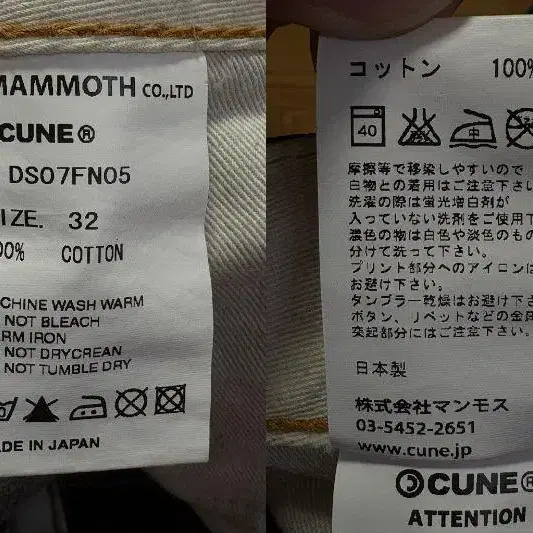 MAMMOTH CO.,LTD
CUNE®
DS07FN05
IZE. 32
00% COTTON
CHINE WASH WARM
NOT BLEACH
RM IRON
NOT DRYCREAN
NOT TUMBLE DRY
ADE IN JAPAN
コットン 100%
40
中
摩擦等で移染しやすいので
白物との着用はご注意下さい
洗濯の際は蛍光増白剤が
入っていない洗剤をご使用下
濃色の物は白色や淡色のもの
分けて洗って下さい。
プリント部分へのアイロンは
お避け下さい。
タンブラー乾燥はお避け下さ
ボタン、リベットなどの金属
突起部分にはご注意下さい。
日本製
株式会社マンモス
03-5452-2651
www.cune.jp
CUNE®
ATTENTION